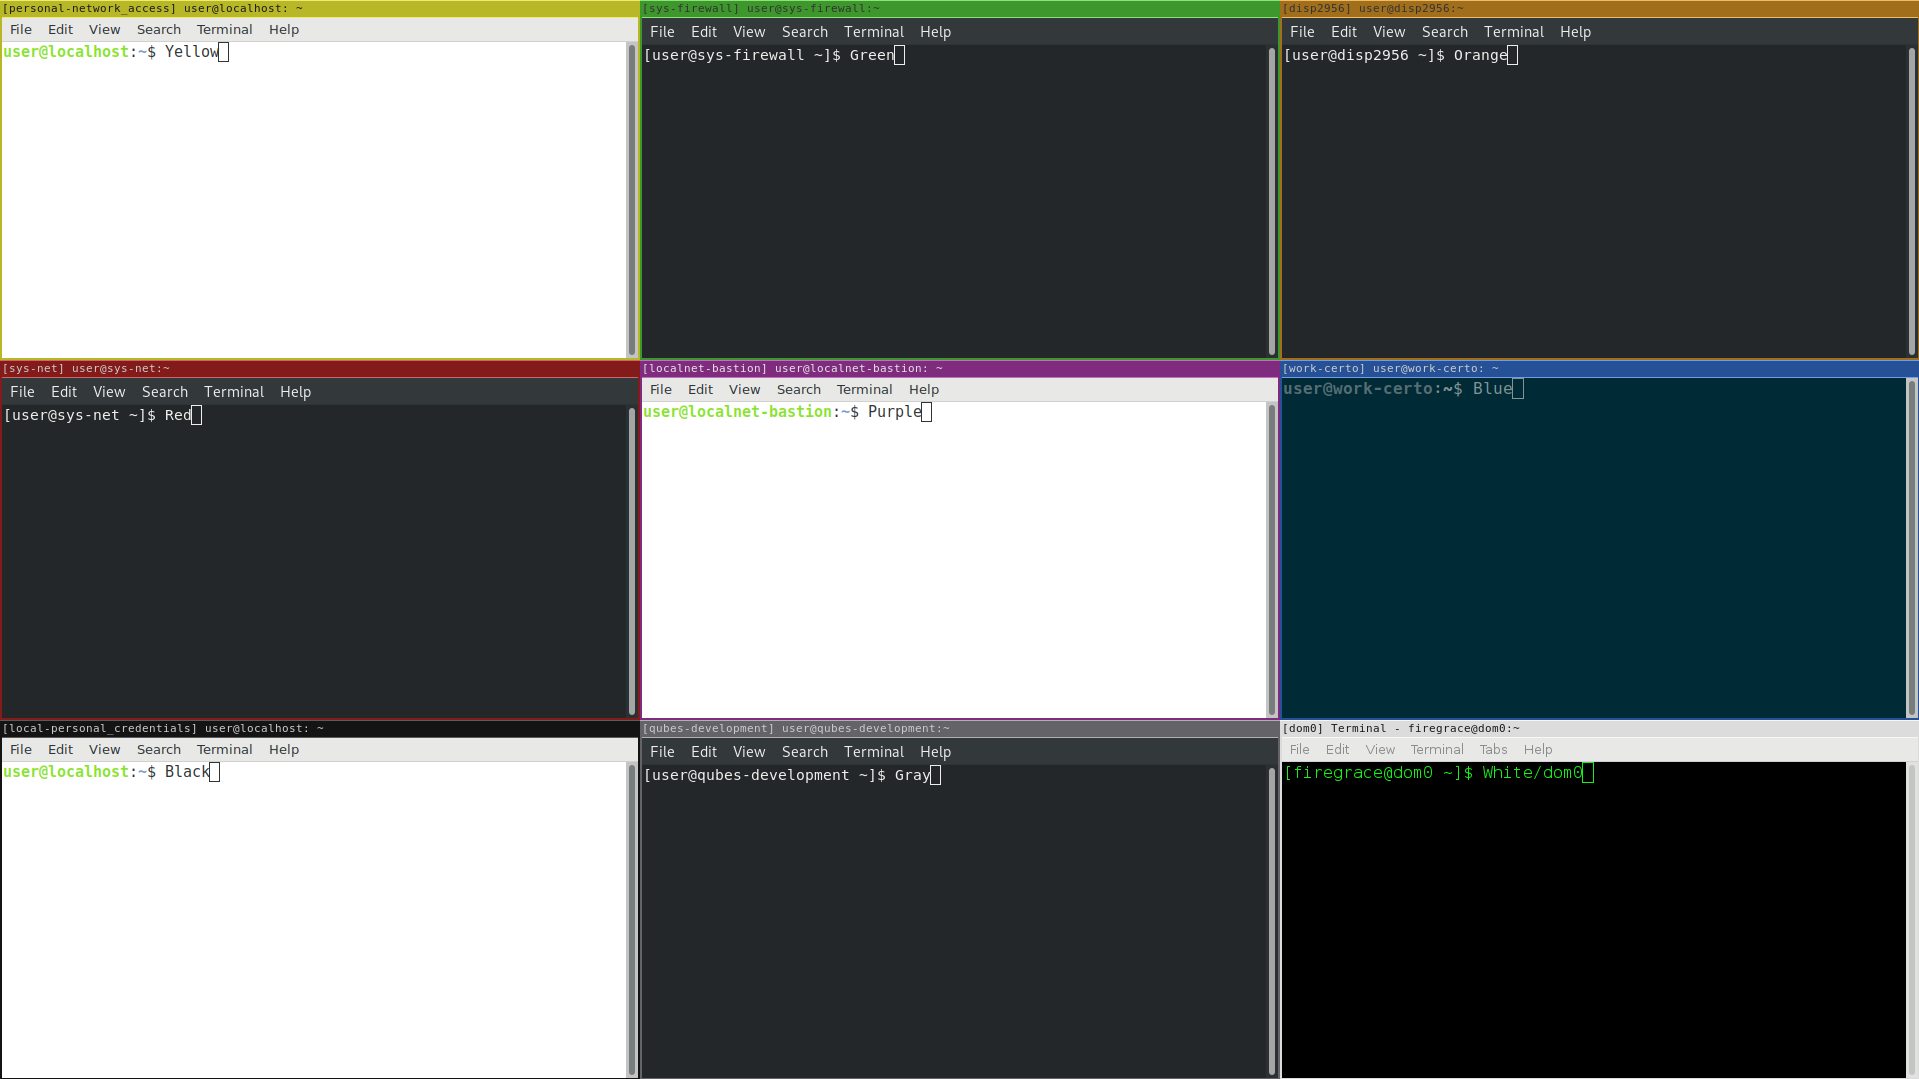 [personal-network_access] user@localhost: ~
File Edit View Search Terminal Help
user@localhost:~$ Yellow
[sys-firewall] user@sys-firewall:~
File Edit View Search Terminal Help
[user@sys-firewall ~]$ Green
[disp2956] user@disp2956:~
File Edit View Search Terminal Help
[user@disp2956 ~]$ Orange
[sys-net] user@sys-net:~
File Edit View Search Terminal Help
[user@sys-net ~]$ Red
[localnet-bastion] user@localnet-bastion: ~
File Edit View Search Terminal Help
user@localnet-bastion:~$ Purple
[work-certo] user@work-certo: ~
user@work-certo:~$ Blue
[local-personal_credentials] user@localhost: ~
File Edit View Search Terminal Help
user@localhost:~$ Black
[qubes-development] user@qubes-development:~
File Edit View Search Terminal Help
[user@qubes-development ~]$ Gray
[dom0] Terminal - firegrace@dom0:~
File Edit View Terminal Tabs Help
[firegrace@dom0 ~]$ White/dom0